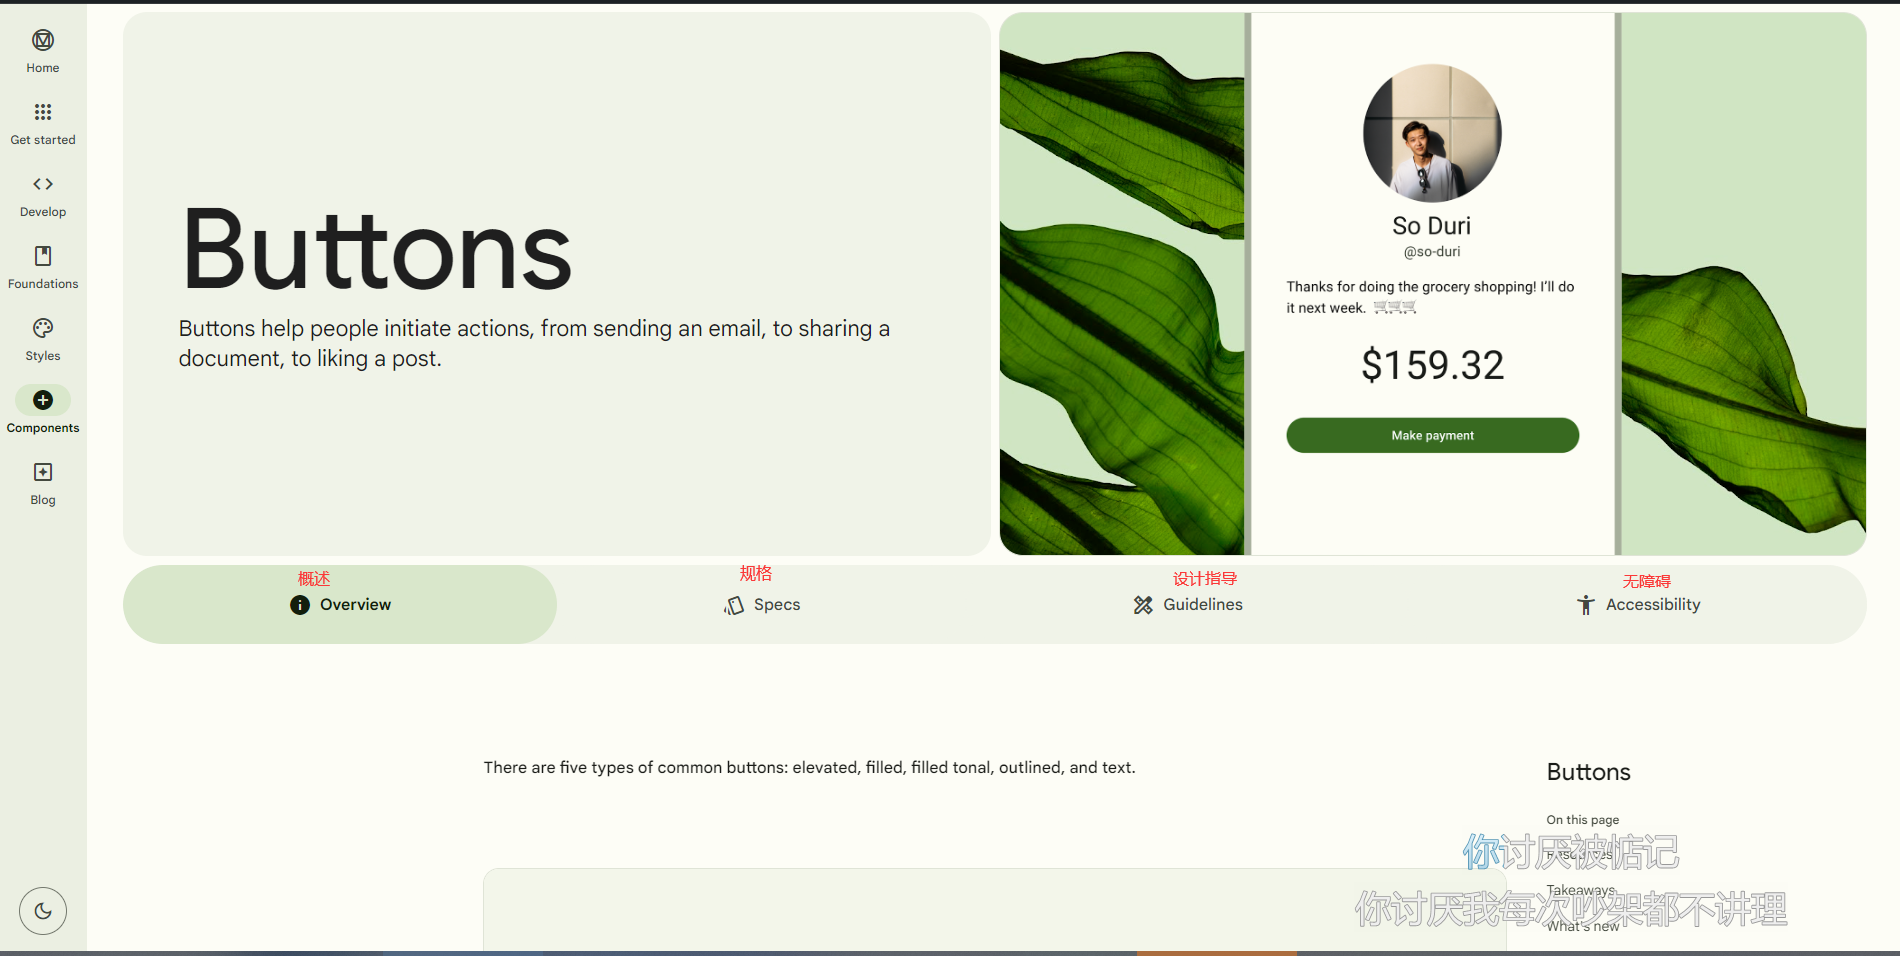 Home
Get started
Develop
Foundations
Styles
Components
Blog
Buttons
Buttons help people initiate actions, from sending an email, to sharing a
document, to liking a post.
So Duri
@so-duri
Thanks for doing the grocery shopping! I'll do
it next week. 🛒🛒🛒
$159.32
Make payment
概述
Overview
规格
Specs
设计指导
Guidelines
无障碍
Accessibility
There are five types of common buttons: elevated, filled, filled tonal, outlined, and text.
Buttons
On this page
Resources
Takeaways
What's new
你讨厌被惦记
你讨厌我每次吵架都不讲理